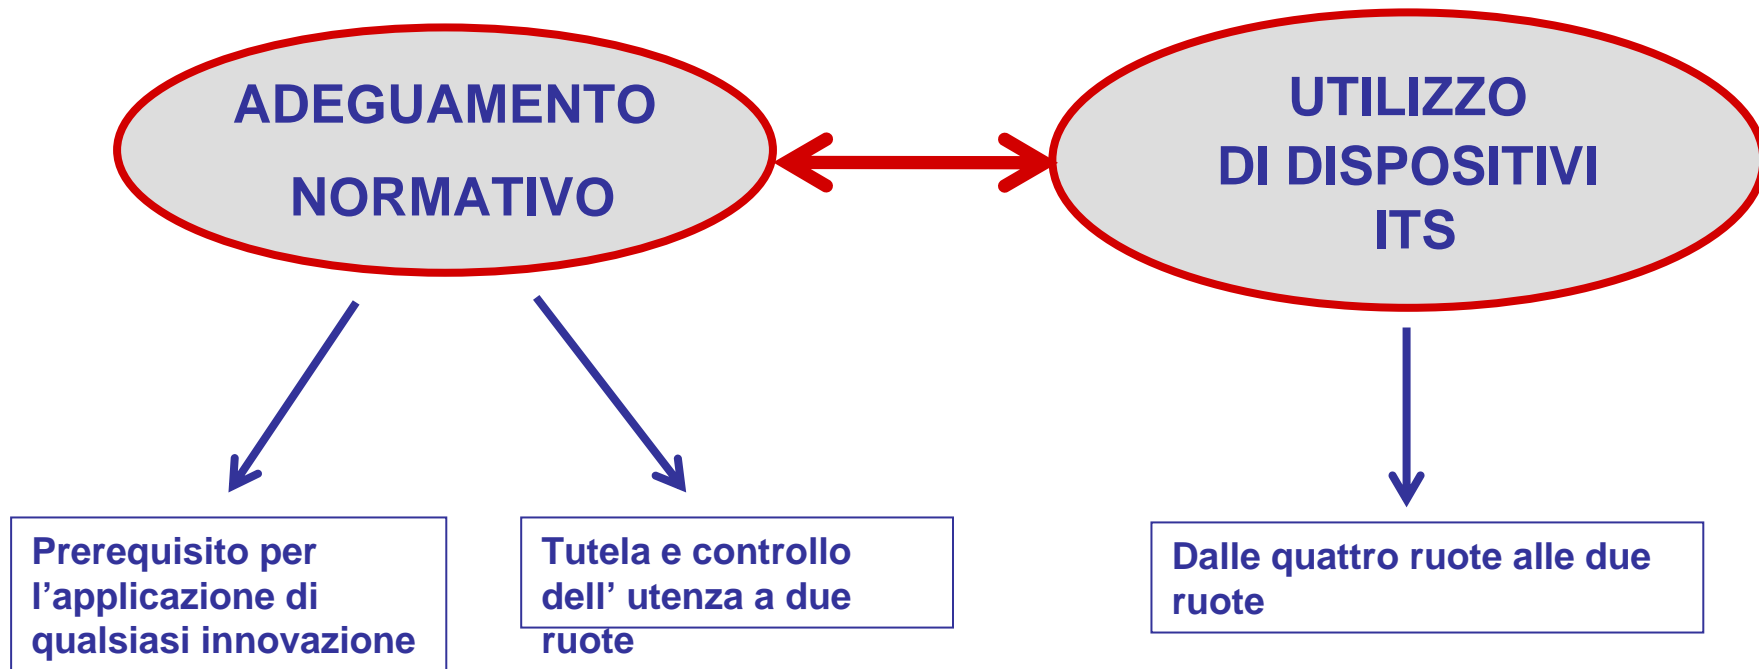 ADEGUAMENTO
NORMATIVO
UTILIZZO
DI DISPOSITIVI
ITS
Prerequisito per
l’applicazione di
qualsiasi innovazione
Tutela e controllo
dell’ utenza a due
ruote
Dalle quattro ruote alle due
ruote